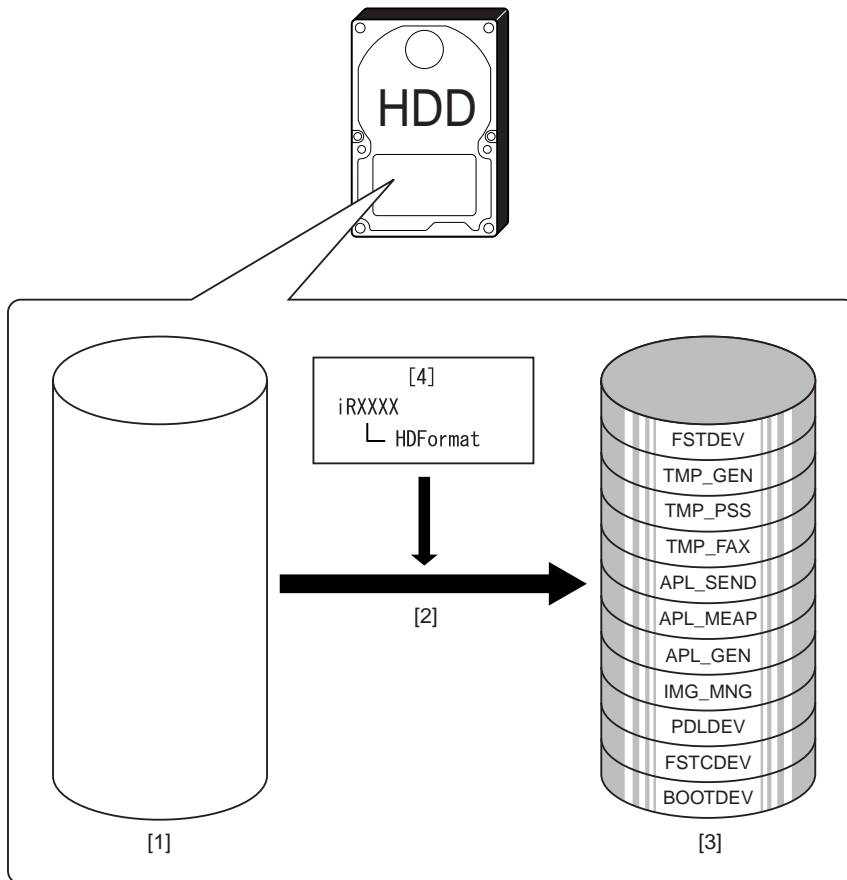 HDD
[4]
iRXXXX
HDFormat
[2]
FSTDEV
TMP_GEN
TMP_PSS
TMP_FAX
APL_SEND
APL_MEAP
APL_GEN
IMG_MNG
PDLDEV
FSTCDEV
BOOTDEV
[1]
[3]